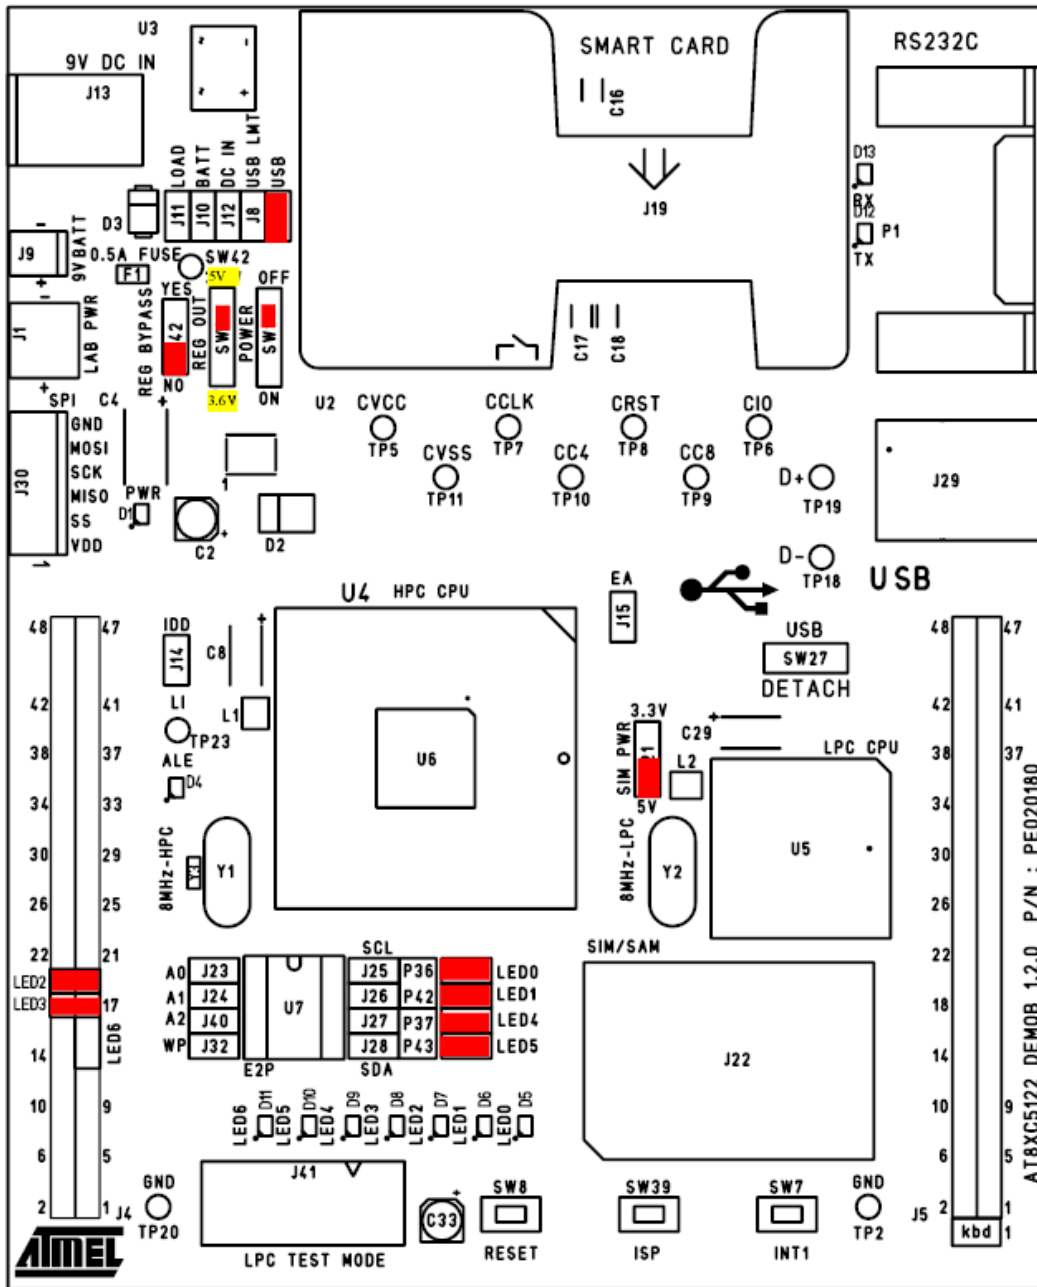 U3
SMART CARD
RS232C
9V DC IN
J13
C16
LOAD
BATT
DC IN
USB LMT
USB
J11
J10
J12
J8
D3
J19
D13
RX
D12
TX
P1
J9
9VBATT
-
+
0.5A FUSE
F1
SW42
5V
OFF
YES
J1
LAB PWR
-
+
REG BYPASS
42
REG OUT
SW
POWER
SW
NO
3.6V
ON
C17
C18
SPI
C4
+
U2
CVCC
TP5
CCLK
TP7
CRST
TP8
CIO
TP6
GND
MOSI
SCK
MISO
SS
VDD
J30
1
CVSS
TP11
CC4
TP10
CC8
TP9
D+
TP19
J29
PWR
D1
C2
+
D2
1
D-
TP18
USB
U4 HPC CPU
EA
J15
USB
SW27
DETACH
48 47
42 41
38 37
34 33
30 29
26 25
22 21
LED2
LED3 17
LED6
14
10 9
6 5
2 1
J4
IDD
J14
C8
+
LI
TP23
L1
ALE
D4
U6
3.3V
SIM PWR
21
5V
C29
+
L2
LPC CPU
U5
8MHz-HPC
Y3
Y1
8MHz-LPC
Y2
48 47
42 41
38 37
34 33
30 29
26 25
22 21
18 17
14 13
10 9
6 5
2 1
J5
kbd 1
AT8XC5122 DEMOB 1.2.0 P/N : PE020180
SCL
A0 J23
A1 J24
A2 J40
WP J32
U7
E2P
J25 P36 LED0
J26 P42 LED1
J27 P37 LED4
J28 P43 LED5
SDA
SIM/SAM
J22
LED6
D11
LED5
D10
LED4
D9
LED3
D8
LED2
D7
LED1
D6
LED0
D5
J41
LPC TEST MODE
GND
TP20
C33
+
SW8
RESET
SW39
ISP
SW7
INT1
GND
TP2
ATMEL